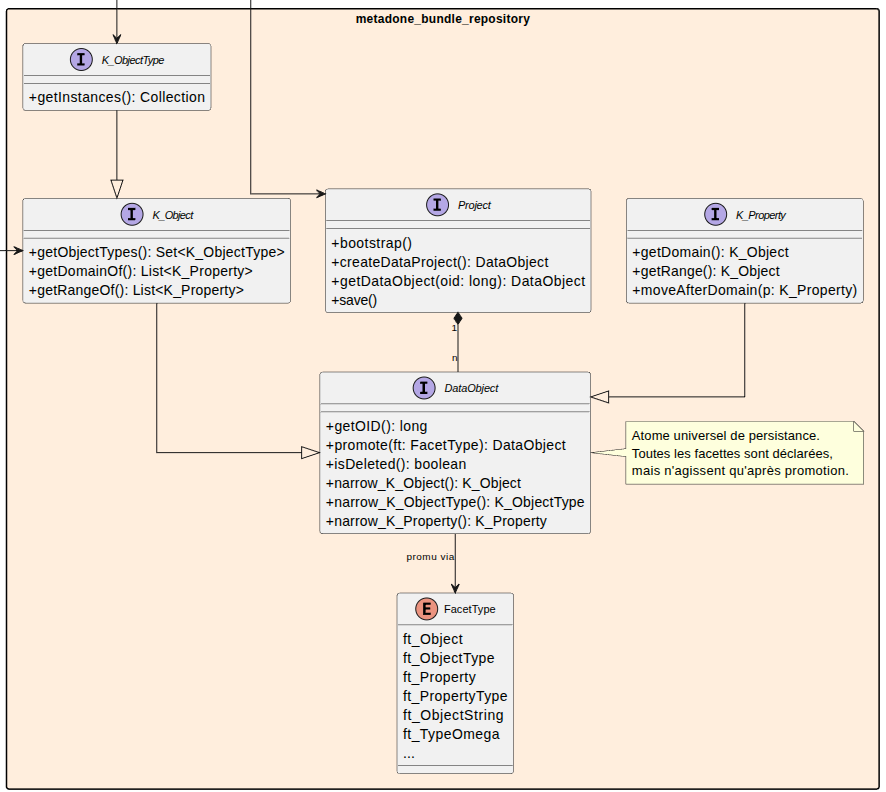 metadone_bundle_repository
I K_ObjectType
+getInstances(): Collection
I K_Object
+getObjectTypes(): Set<K_ObjectType>
+getDomainOf(): List<K_Property>
+getRangeOf(): List<K_Property>
I Project
+bootstrap()
+createDataProject(): DataObject
+getDataObject(oid: long): DataObject
+save()
I K_Property
+getDomain(): K_Object
+getRange(): K_Object
+moveAfterDomain(p: K_Property)
1
n
I DataObject
+getOID(): long
+promote(ft: FacetType): DataObject
+isDeleted(): boolean
+narrow_K_Object(): K_Object
+narrow_K_ObjectType(): K_ObjectType
+narrow_K_Property(): K_Property
Atome universel de persistance.
Toutes les facettes sont déclarées,
mais n'agissent qu'après promotion.
promu via
E FacetType
ft_Object
ft_ObjectType
ft_Property
ft_PropertyType
ft_ObjectString
ft_TypeOmega
...